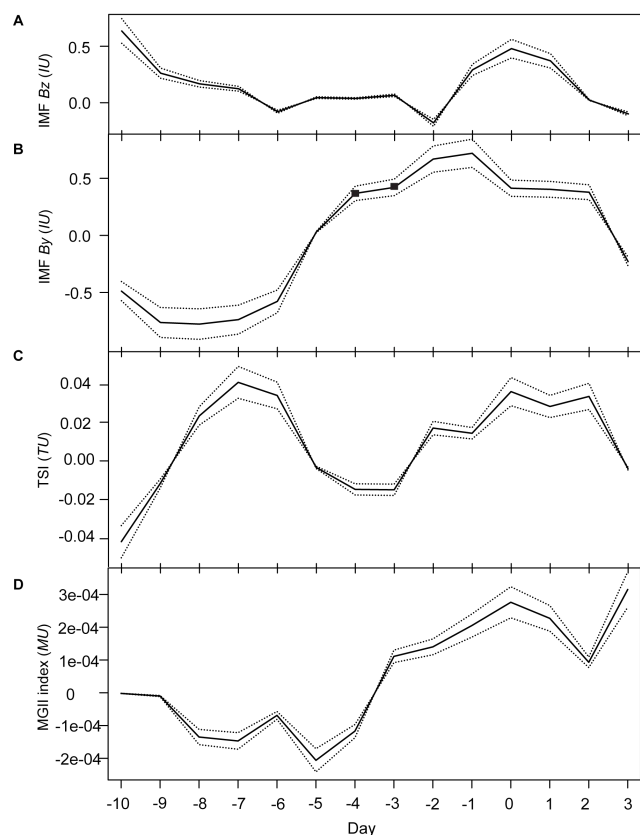 A
IMF Bz (IU)
0.5
0.0
B
IMF By (IU)
0.5
0.0
-0.5
C
TSI (TU)
0.04
0.02
0.00
-0.02
-0.04
D
MGII index (MU)
3e-04
2e-04
1e-04
0
-1e-04
-2e-04
-10 -9 -8 -7 -6 -5 -4 -3 -2 -1 0 1 2 3
Day